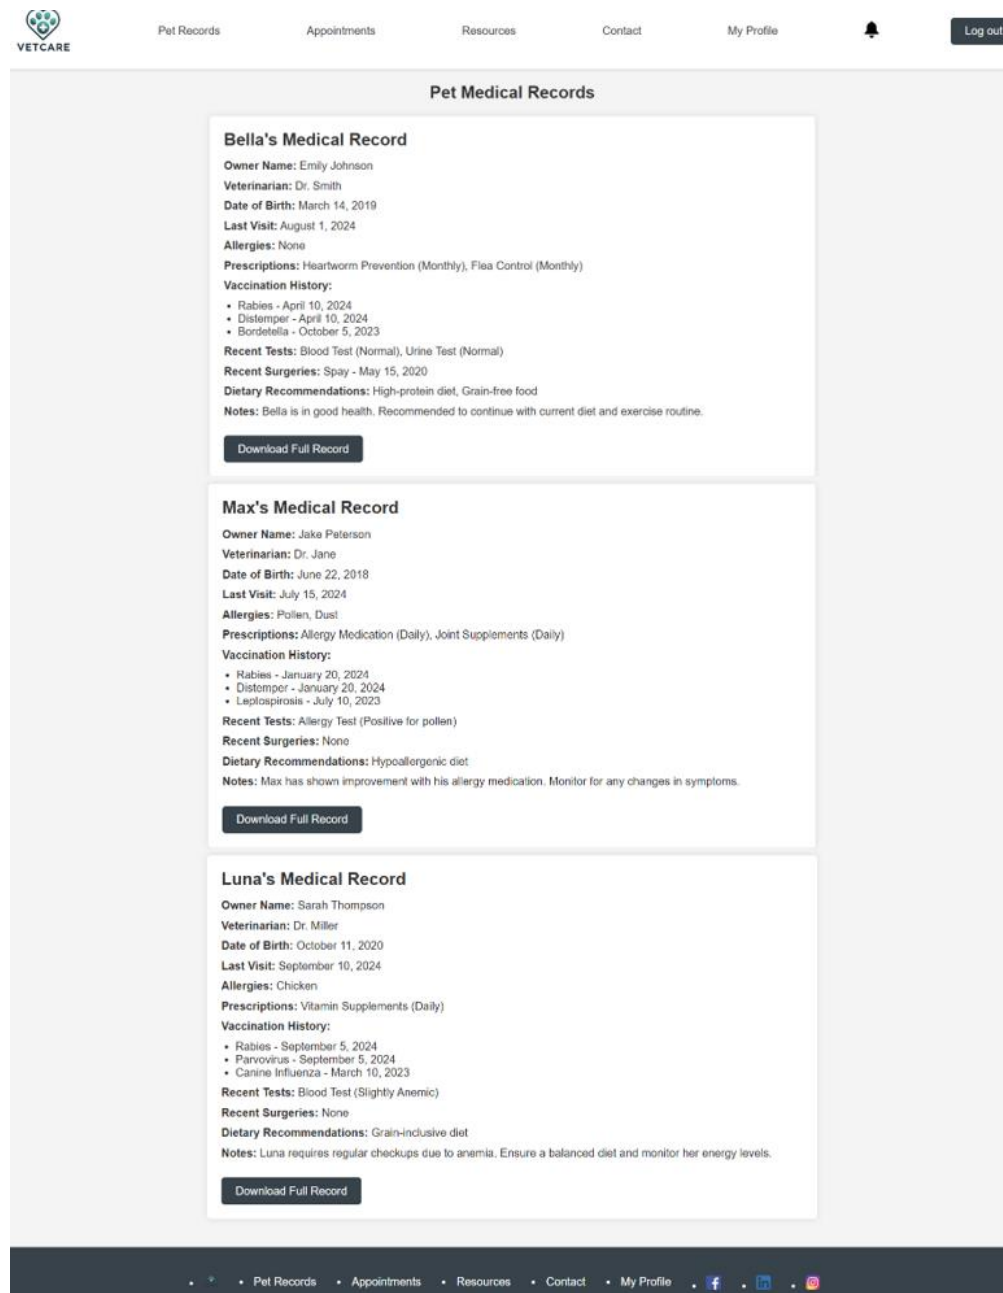 VETCARE
Pet Records
Appointments
Resources
Contact
My Profile
Log out
Pet Medical Records
Bella's Medical Record
Owner Name: Emily Johnson
Veterinarian: Dr. Smith
Date of Birth: March 14, 2019
Last Visit: August 1, 2024
Allergies: None
Prescriptions: Heartworm Prevention (Monthly), Flea Control (Monthly)
Vaccination History:
• Rabies - April 10, 2024
• Distemper - April 10, 2024
• Bordetella - October 5, 2023
Recent Tests: Blood Test (Normal), Urine Test (Normal)
Recent Surgeries: Spay - May 15, 2020
Dietary Recommendations: High-protein diet, Grain-free food
Notes: Bella is in good health. Recommended to continue with current diet and exercise routine.
Download Full Record
Max's Medical Record
Owner Name: Jake Peterson
Veterinarian: Dr. Jane
Date of Birth: June 22, 2018
Last Visit: July 15, 2024
Allergies: Pollen, Dust
Prescriptions: Allergy Medication (Daily), Joint Supplements (Daily)
Vaccination History:
• Rabies - January 20, 2024
• Distemper - January 20, 2024
• Leptospirosis - July 10, 2023
Recent Tests: Allergy Test (Positive for pollen)
Recent Surgeries: None
Dietary Recommendations: Hypoallergenic diet
Notes: Max has shown improvement with his allergy medication. Monitor for any changes in symptoms.
Download Full Record
Luna's Medical Record
Owner Name: Sarah Thompson
Veterinarian: Dr. Miller
Date of Birth: October 11, 2020
Last Visit: September 10, 2024
Allergies: Chicken
Prescriptions: Vitamin Supplements (Daily)
Vaccination History:
• Rabies - September 5, 2024
• Parvovirus - September 5, 2024
• Canine Influenza - March 10, 2023
Recent Tests: Blood Test (Slightly Anemic)
Recent Surgeries: None
Dietary Recommendations: Grain-inclusive diet
Notes: Luna requires regular checkups due to anemia. Ensure a balanced diet and monitor her energy levels.
Download Full Record
• • Pet Records • Appointments • Resources • Contact • My Profile • f • in •